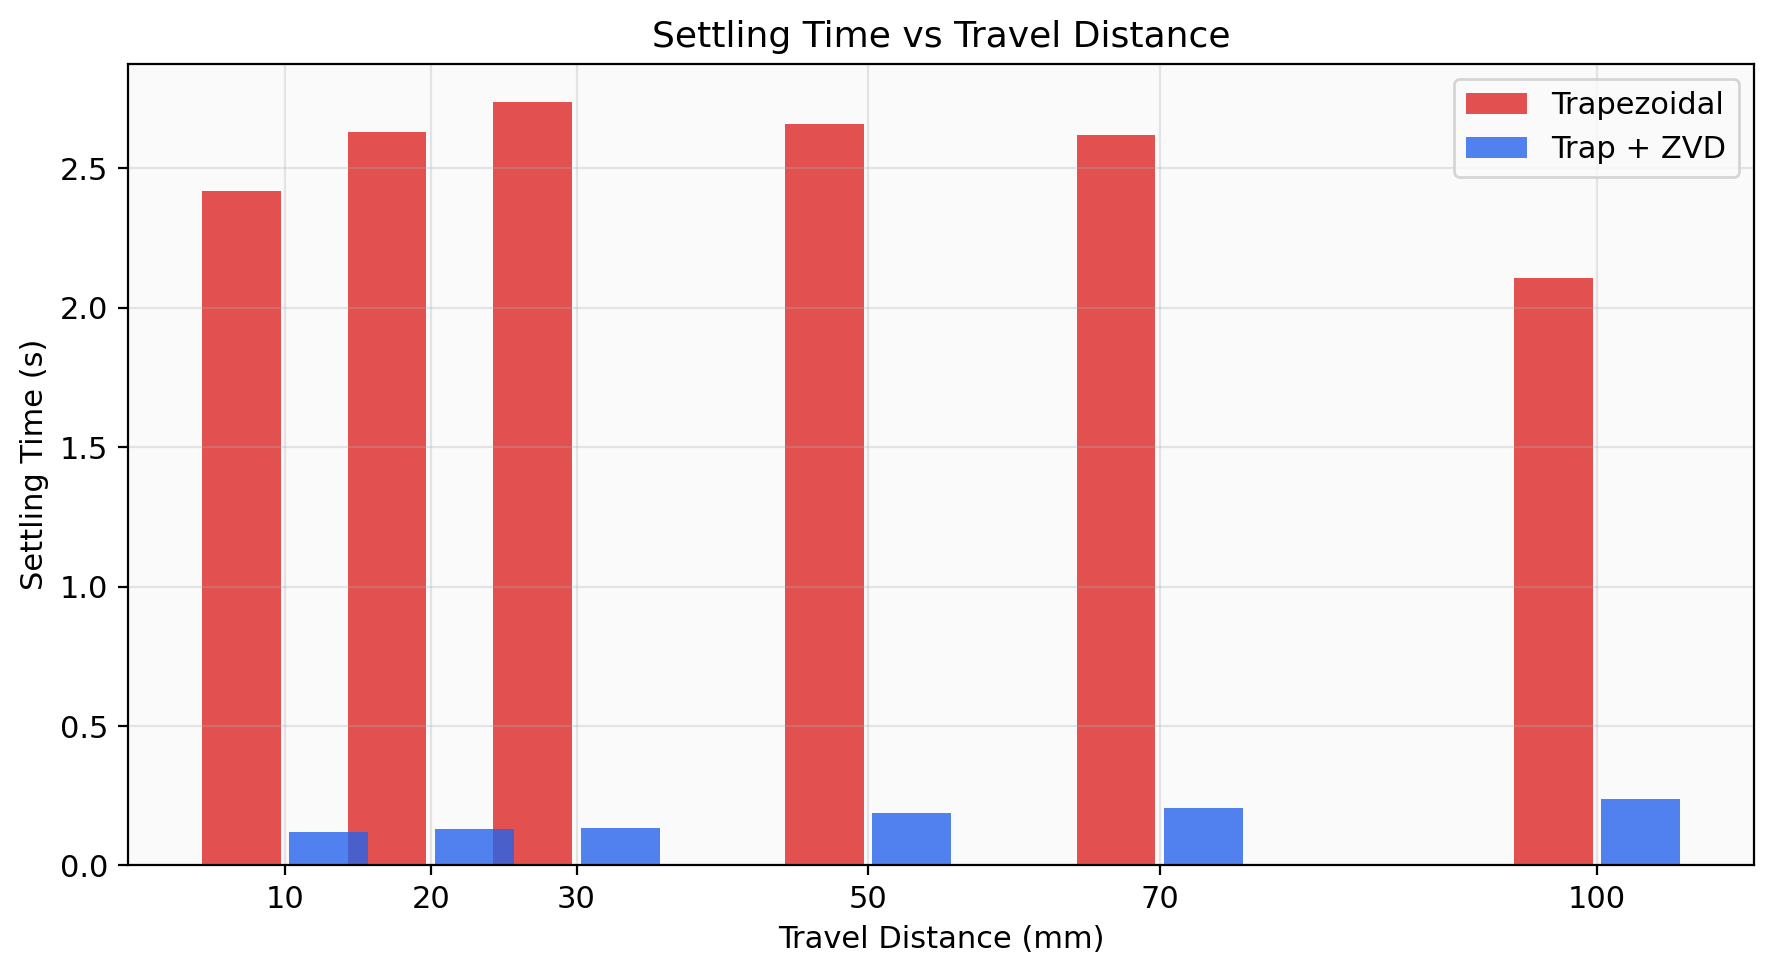 Settling Time vs Travel Distance
Trapezoidal
Trap + ZVD
Settling Time (s)
2.5
2.0
1.5
1.0
0.5
0.0
10 20 30 50 70 100
Travel Distance (mm)